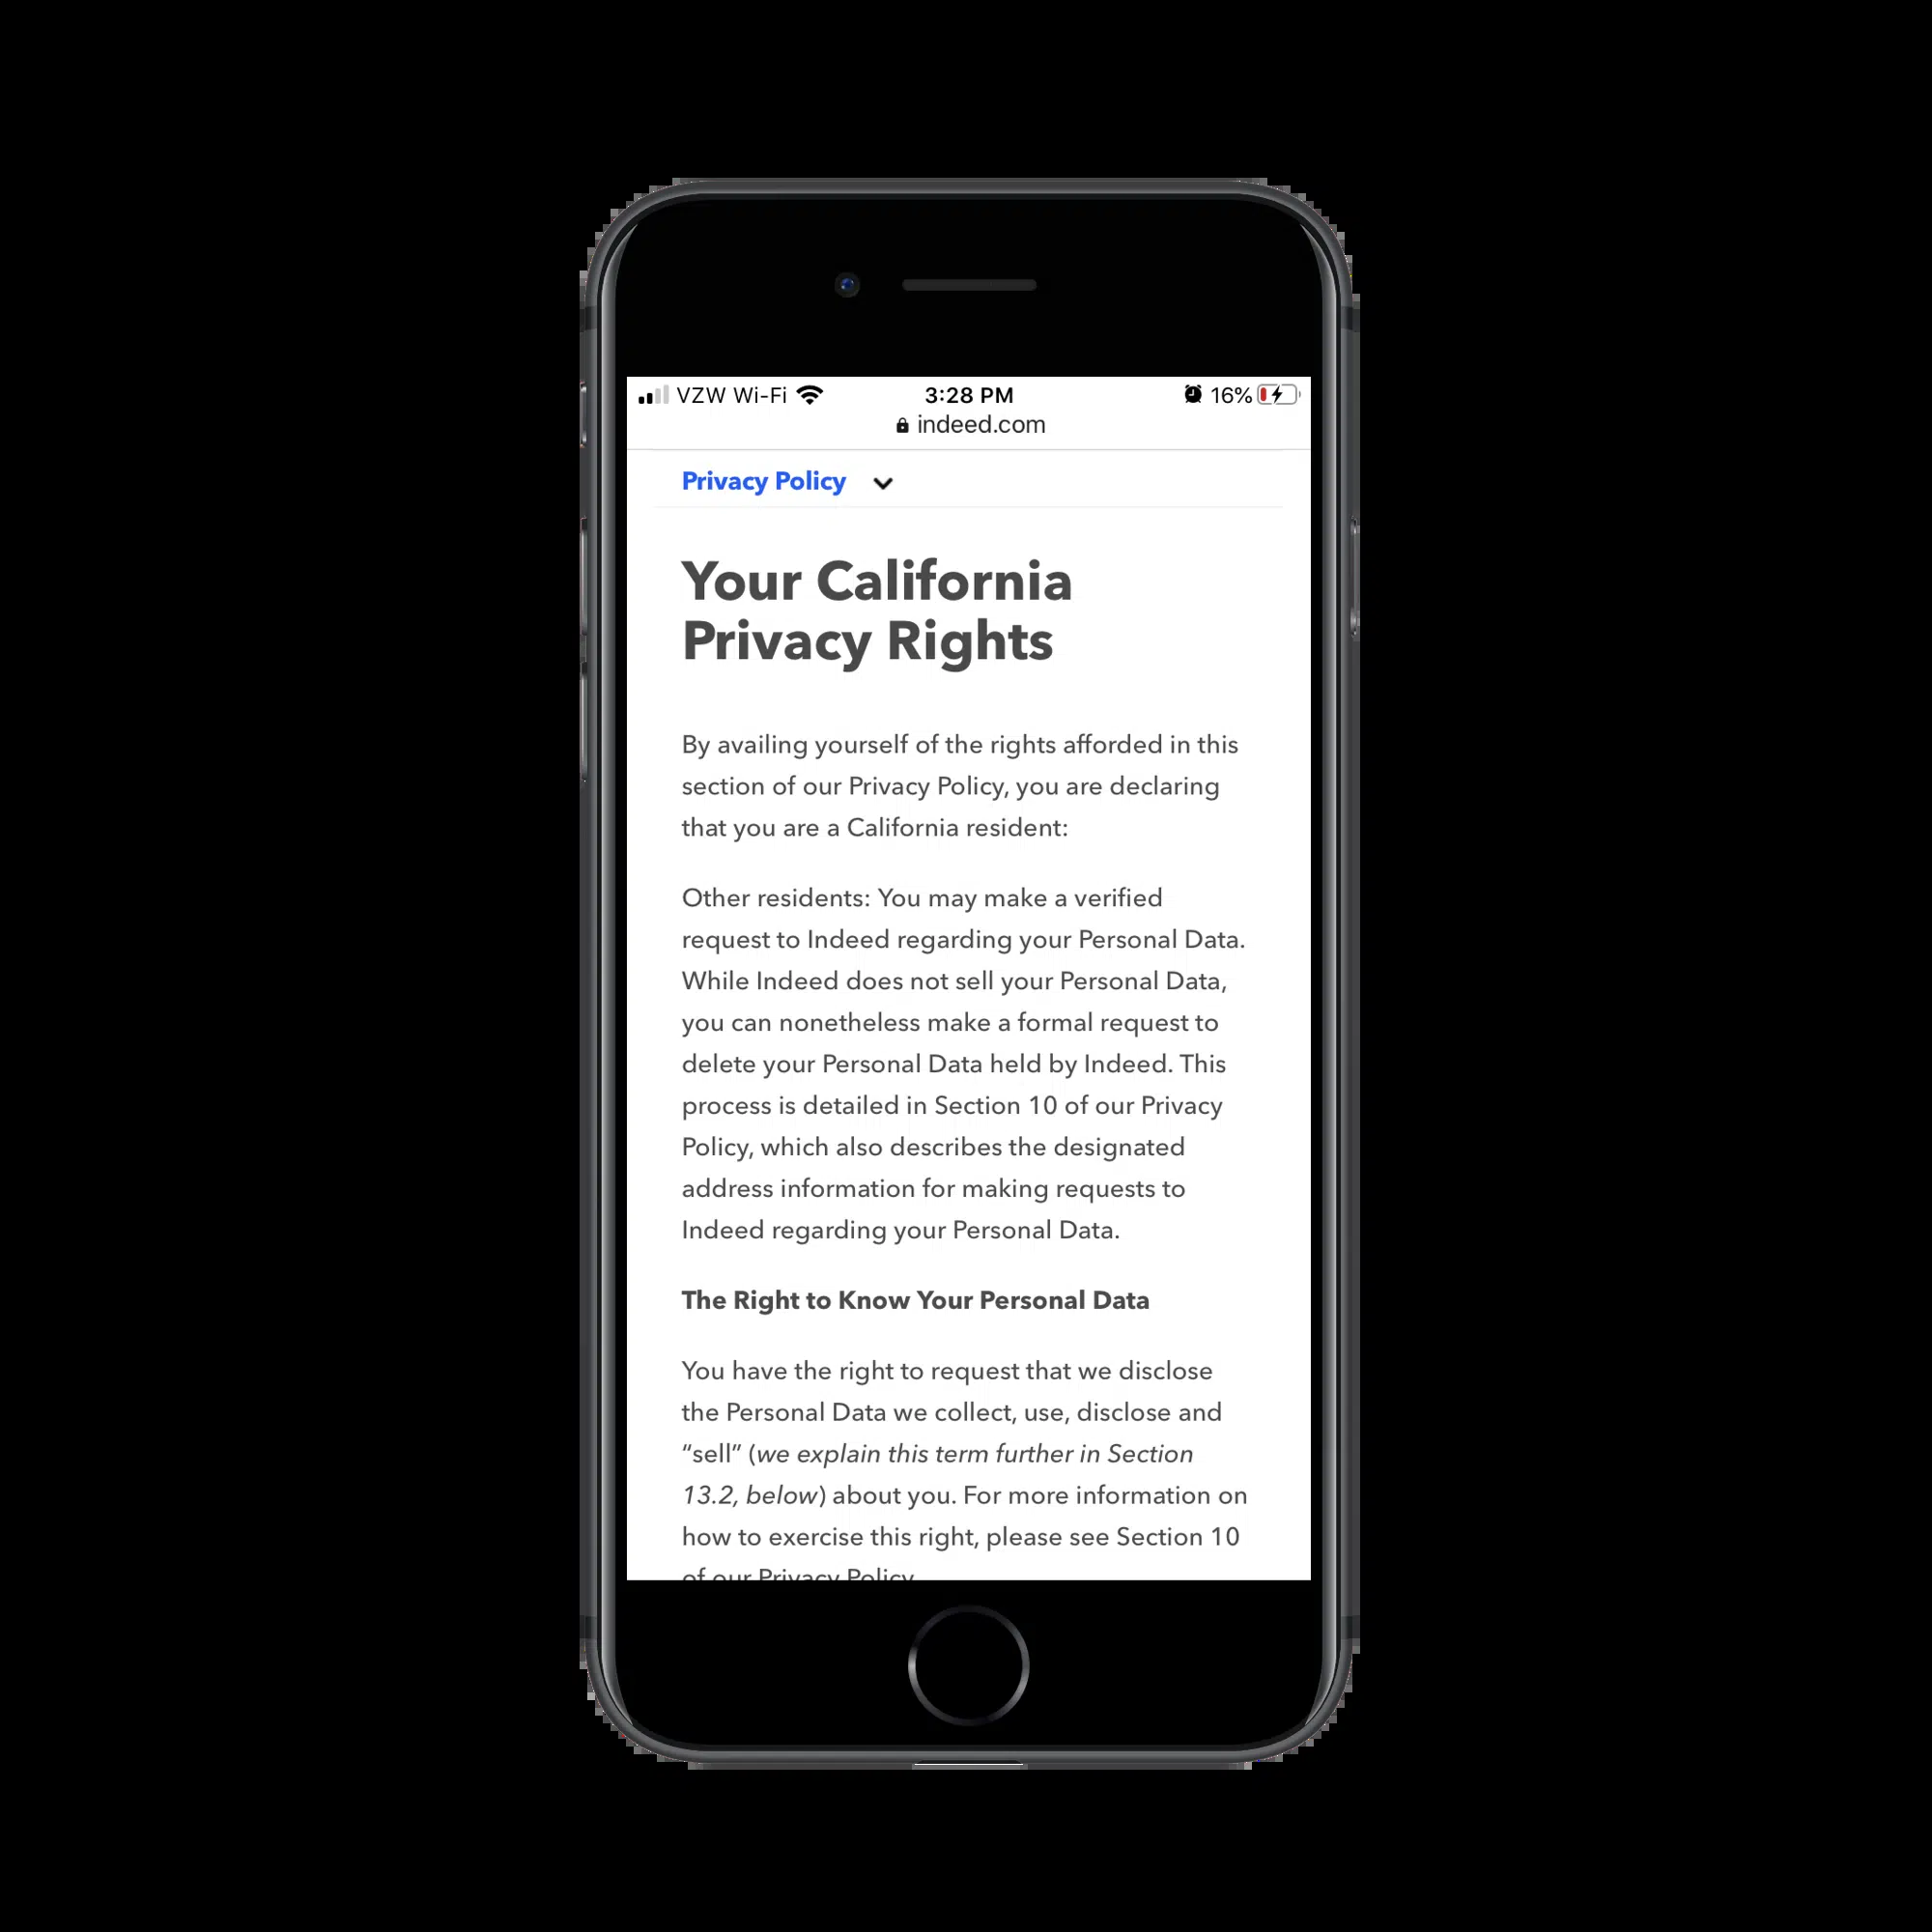 VZW Wi-Fi 3:28 PM 16%
indeed.com
Privacy Policy
Your California
Privacy Rights
By availing yourself of the rights afforded in this
section of our Privacy Policy, you are declaring
that you are a California resident:
Other residents: You may make a verified
request to Indeed regarding your Personal Data.
While Indeed does not sell your Personal Data,
you can nonetheless make a formal request to
delete your Personal Data held by Indeed. This
process is detailed in Section 10 of our Privacy
Policy, which also describes the designated
address information for making requests to
Indeed regarding your Personal Data.
The Right to Know Your Personal Data
You have the right to request that we disclose
the Personal Data we collect, use, disclose and
“sell” (we explain this term further in Section
13.2, below) about you. For more information on
how to exercise this right, please see Section 10
of our Privacy Policy